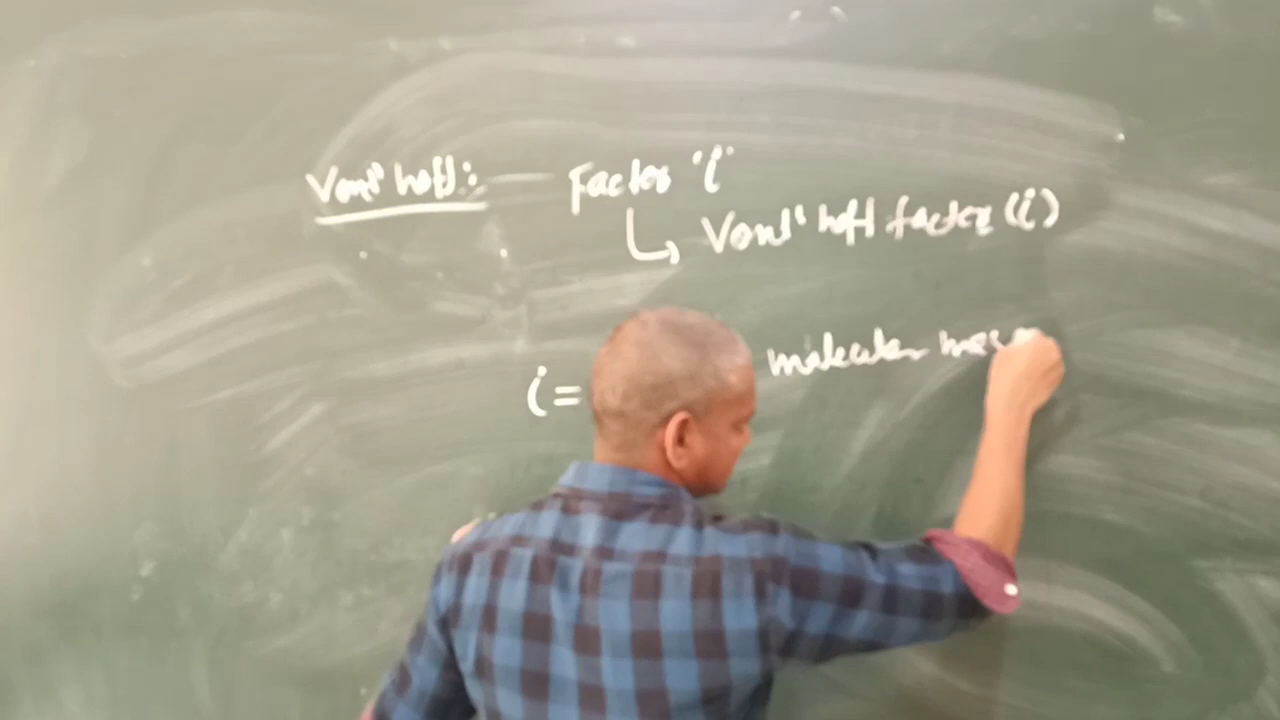 Vant' hoff: — Factor 'i'
↳ Vant' hoff factor (i)
molecular mass
i =